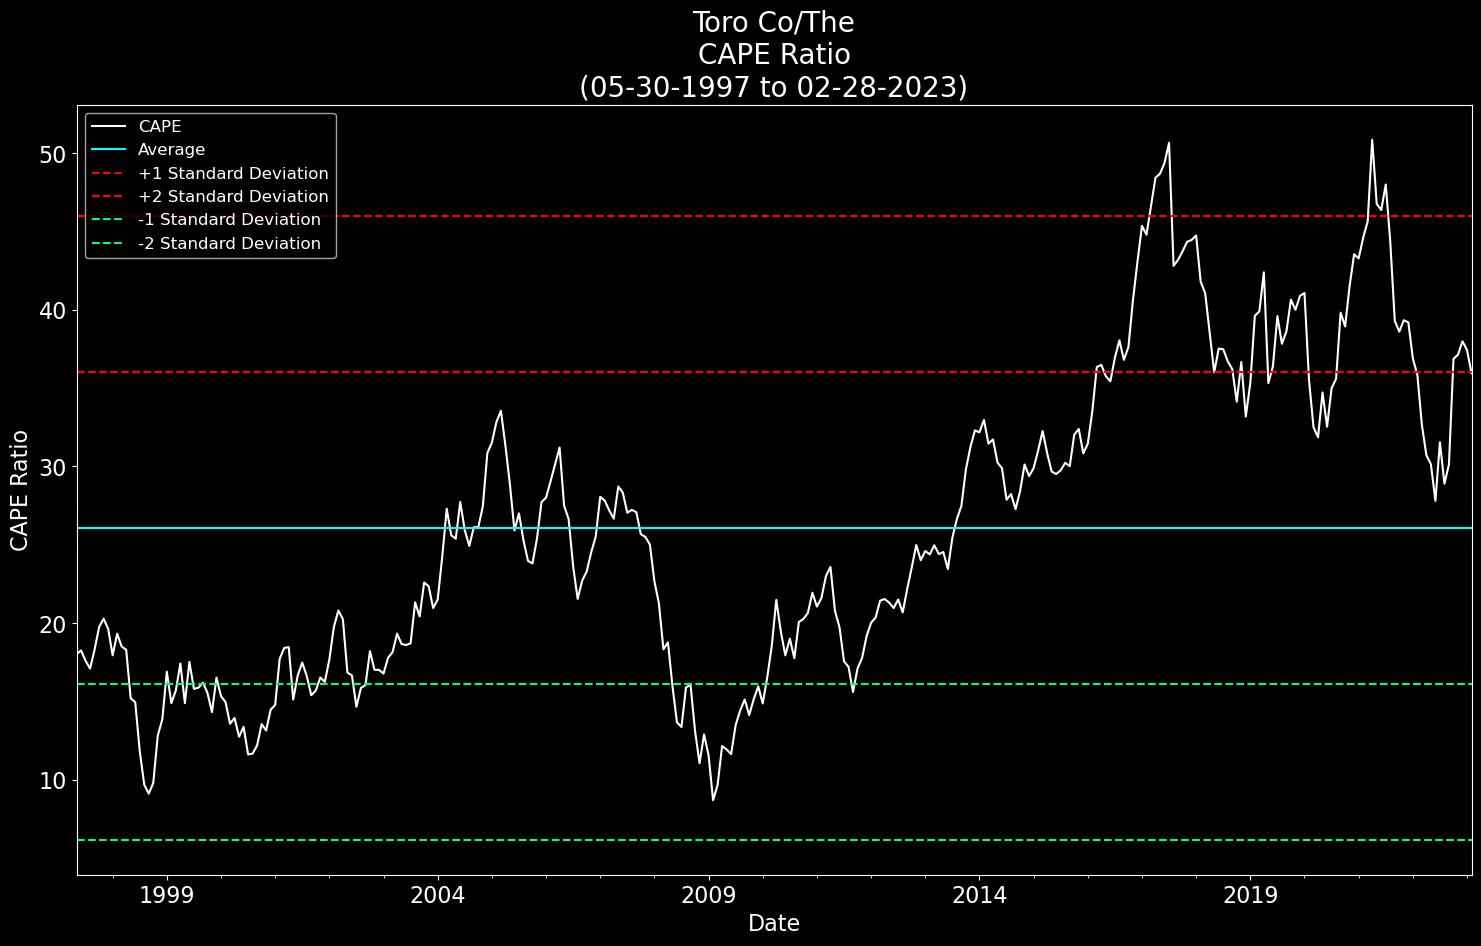 Toro Co/The
CAPE Ratio
(05-30-1997 to 02-28-2023)
CAPE
Average
+1 Standard Deviation
+2 Standard Deviation
-1 Standard Deviation
-2 Standard Deviation
50
40
30
20
10
CAPE Ratio
1999 2004 2009 2014 2019
Date